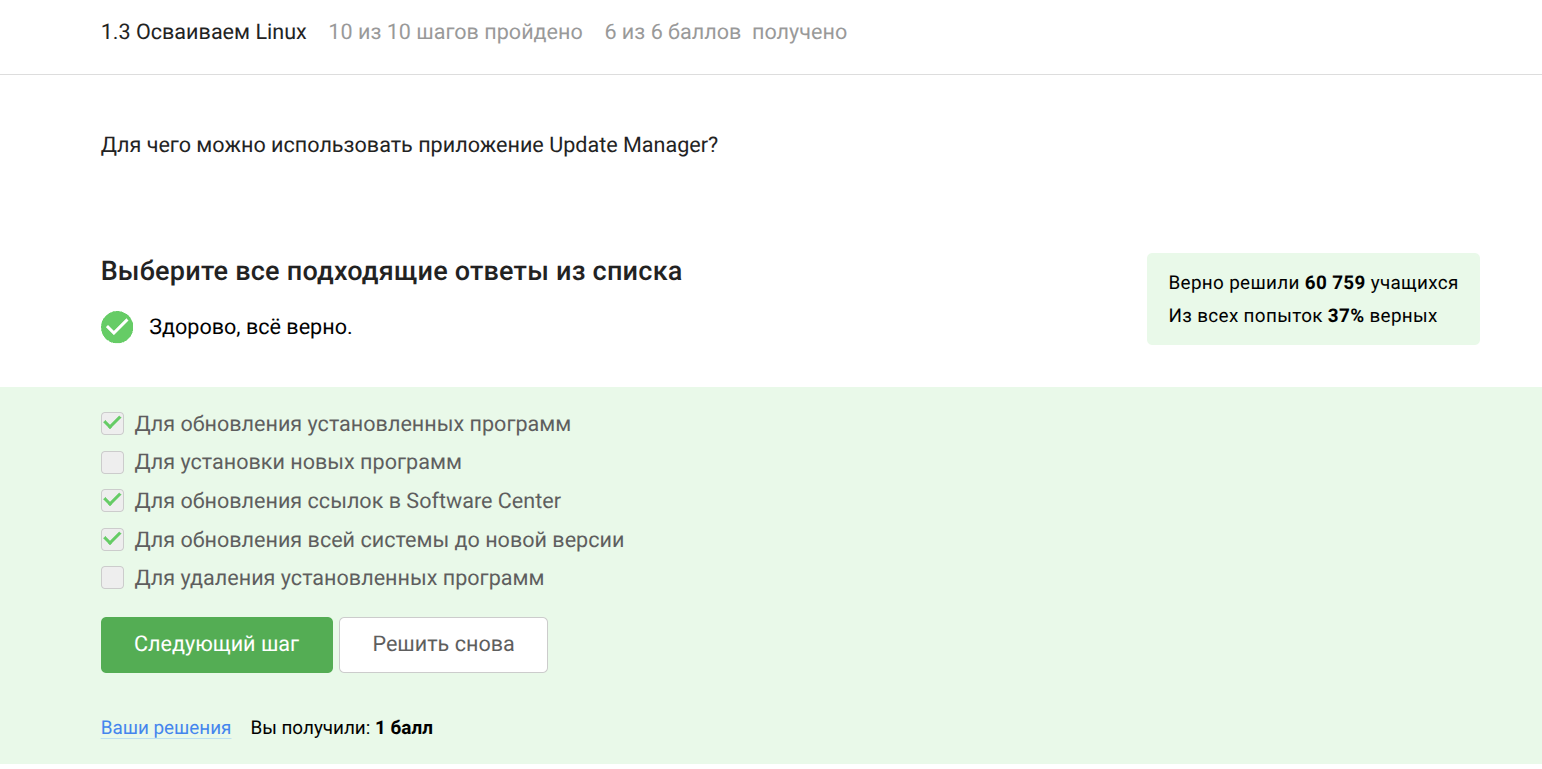 1.3 Осваиваем Linux 10 из 10 шагов пройдено 6 из 6 баллов получено
Для чего можно использовать приложение Update Manager?
Выберите все подходящие ответы из списка
Верно решили 60 759 учащихся
Из всех попыток 37% верных
Здорово, всё верно.
Для обновления установленных программ
Для установки новых программ
Для обновления ссылок в Software Center
Для обновления всей системы до новой версии
Для удаления установленных программ
Следующий шаг Решить снова
Ваши решения Вы получили: 1 балл